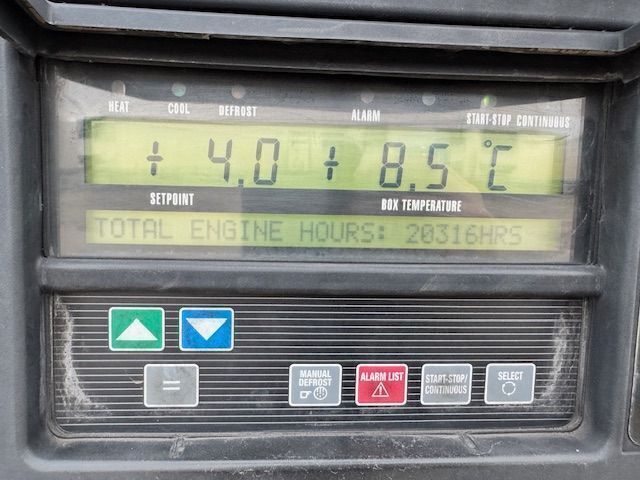 HEAT COOL DEFROST ALARM START-STOP CONTINUOUS
+ 4.0 + 8.5 °C
SETPOINT BOX TEMPERATURE
TOTAL ENGINE HOURS: 20316HRS
=
MANUAL DEFROST
ALARM LIST
START-STOP/ CONTINUOUS
SELECT